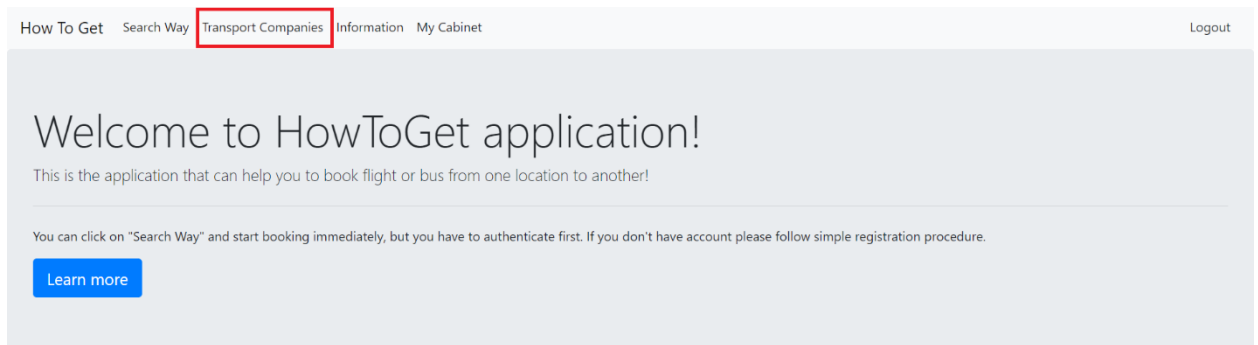 How To Get Search Way Transport Companies Information My Cabinet Logout
Welcome to HowToGet application!
This is the application that can help you to book flight or bus from one location to another!
You can click on "Search Way" and start booking immediately, but you have to authenticate first. If you don't have account please follow simple registration procedure.
Learn more